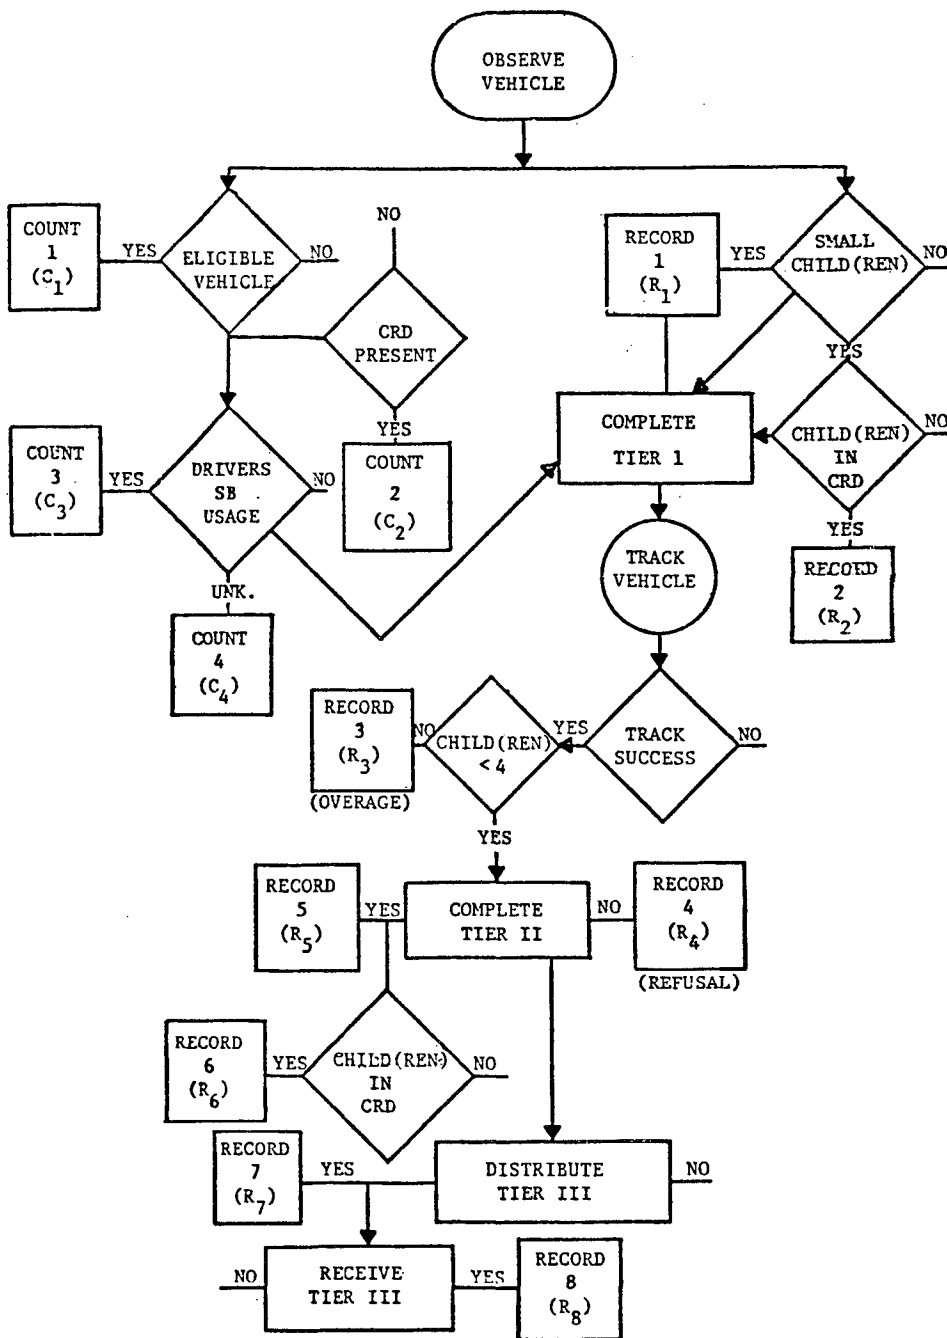 OBSERVE
VEHICLE
COUNT
1
(C1)
YES
ELIGIBLE
VEHICLE
NO
NO
CRD
PRESENT
YES
COUNT
2
(C2)
RECORD
1
(R1)
YES
SMALL
CHILD(REN)
NO
YES
COUNT
3
(C3)
YES
DRIVERS
SB
USAGE
NO
UNK.
COUNT
4
(C4)
COMPLETE
TIER 1
CHILD(REN)
IN
CRD
NO
YES
RECORD
2
(R2)
TRACK
VEHICLE
TRACK
SUCCESS
NO
YES
CHILD(REN)
<4
NO
RECORD
3
(R3)
(OVERAGE)
YES
RECORD
5
(R5)
YES
COMPLETE
TIER II
NO
RECORD
4
(R4)
(REFUSAL)
RECORD
6
(R6)
YES
CHILD(REN)
IN
CRD
NO
RECORD
7
(R7)
YES
DISTRIBUTE
TIER III
NO
NO
RECEIVE
TIER III
YES
RECORD
8
(R8)